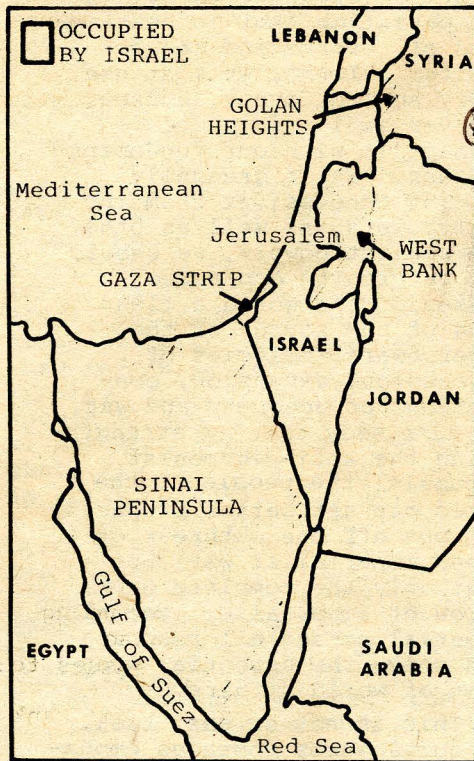 OCCUPIED
BY ISRAEL
LEBANON
SYRIA
GOLAN
HEIGHTS
Mediterranean
Sea
Jerusalem
WEST
BANK
GAZA STRIP
ISRAEL
JORDAN
SINAI
PENINSULA
Gulf of Suez
EGYPT
SAUDI
ARABIA
Red Sea